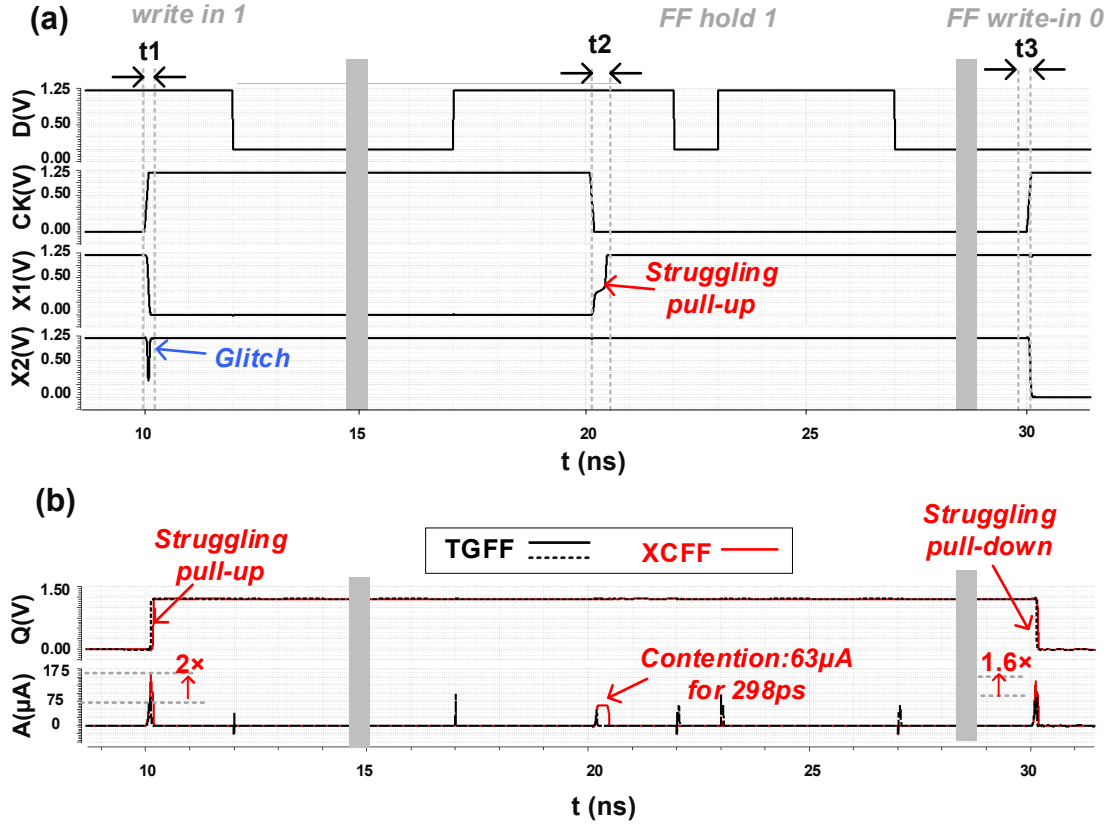 write in 1
FF hold 1
FF write-in 0
(a)
t1
t2
t3
D(V)
1.25
0.50
0.00
CK(V)
1.25
0.50
0.00
X1(V)
1.25
0.50
0.00
Struggling
pull-up
X2(V)
1.25
0.50
0.00
Glitch
10
15
20
25
30
t (ns)
(b)
Struggling
pull-up
TGFF
XCFF
Struggling
pull-down
Q(V)
1.50
0.00
A(μA)
175
75
0
2×
Contention:63μA
for 298ps
1.6×
10
15
20
25
30
t (ns)